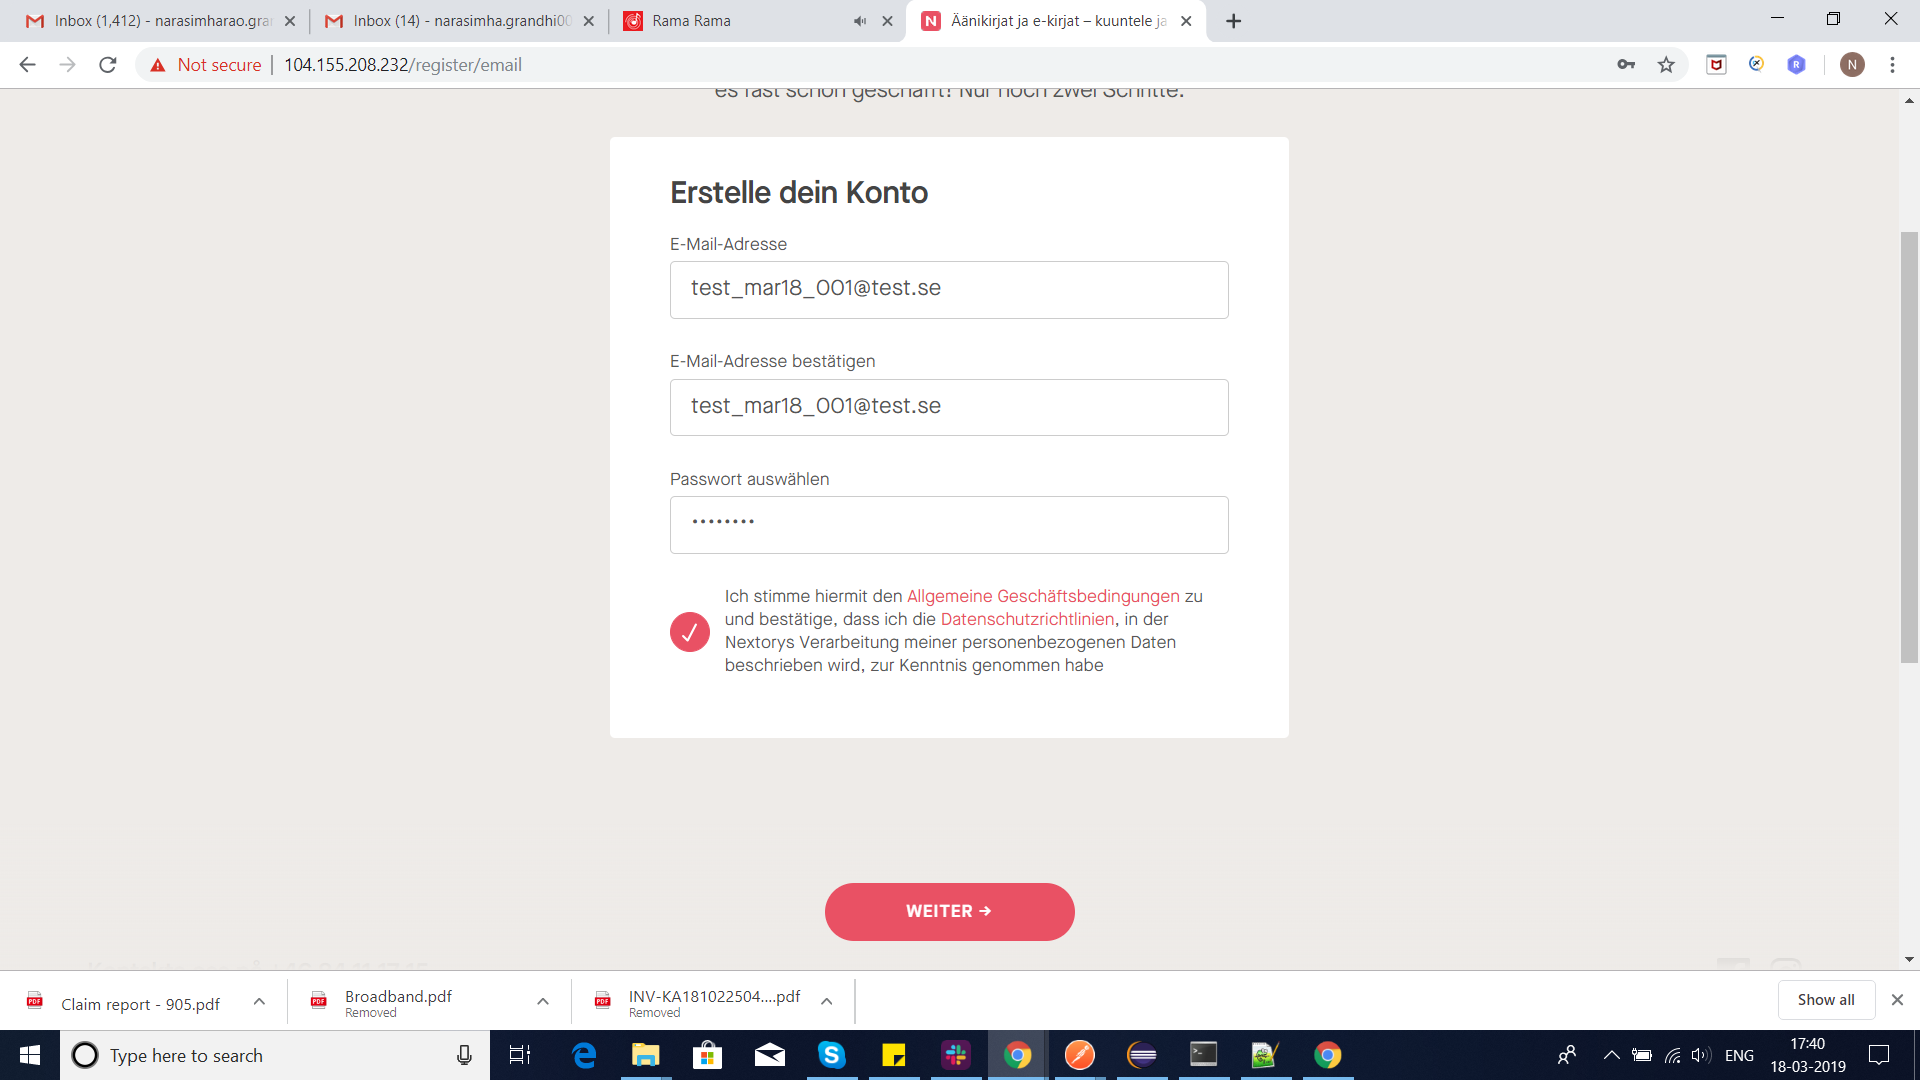 Inbox (1,412) - narasimharao.gran
Inbox (14) - narasimha.grandhi00
Rama Rama
Äänikirjat ja e-kirjat – kuuntele ja
Not secure
104.155.208.232/register/email
N
es fast schon geschafft! Nur noch zwei Schritte.
Erstelle dein Konto
E-Mail-Adresse
test_mar18_001@test.se
E-Mail-Adresse bestätigen
test_mar18_001@test.se
Passwort auswählen
••••••••
Ich stimme hiermit den Allgemeine Geschäftsbedingungen zu
und bestätige, dass ich die Datenschutzrichtlinien, in der
Nextorys Verarbeitung meiner personenbezogenen Daten
beschrieben wird, zur Kenntnis genommen habe
WEITER →
Claim report - 905.pdf
Broadband.pdf
Removed
INV-KA181022504....pdf
Removed
Show all
Type here to search
ENG
17:40
18-03-2019